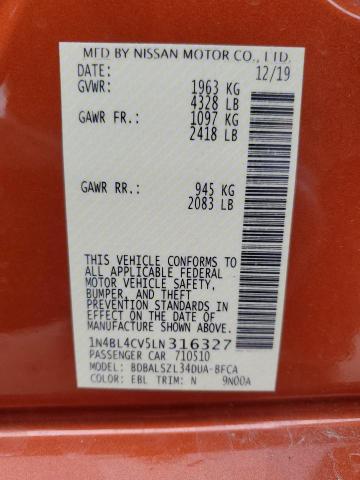 MFD BY NISSAN MOTOR CO., LTD.
DATE: 12/19
GVWR: 1963 KG
4328 LB
GAWR FR.: 1097 KG
2418 LB
GAWR RR.: 945 KG
2083 LB
THIS VEHICLE CONFORMS TO
ALL APPLICABLE FEDERAL
MOTOR VEHICLE SAFETY,
BUMPER, AND THEFT
PREVENTION STANDARDS IN
EFFECT ON THE DATE OF
MANUFACTURE SHOWN ABOVE.
1N4BL4CV5LN316327
PASSENGER CAR 710510
MODEL: BDBALSZL34DUA-BFCA
COLOR: EBL TRIM: N 9N00A